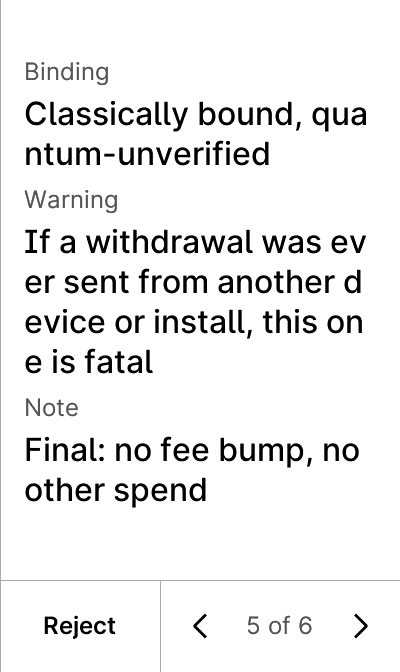 Binding
Classically bound, qua
ntum-unverified
Warning
If a withdrawal was ev
er sent from another d
evice or install, this on
e is fatal
Note
Final: no fee bump, no
other spend
Reject
5 of 6